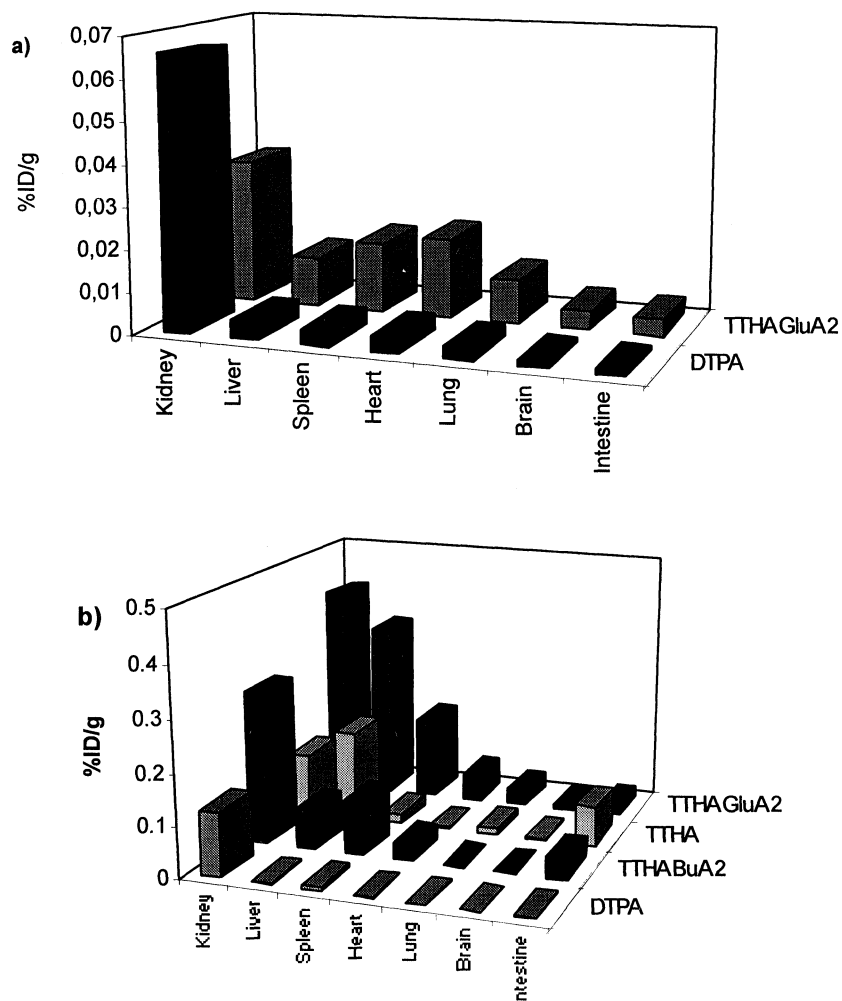 a)
0,07
0,06
0,05
0,04
0,03
0,02
0,01
0
%ID/g
Kidney
Liver
Spleen
Heart
Lung
Brain
Intestine
TTHAGluA2
DTPA
b)
0.5
0.4
0.3
0.2
0.1
0
%ID/g
Kidney
Liver
Spleen
Heart
Lung
Brain
ntestine
TTHAGluA2
TTHA
TTHABuA2
DTPA